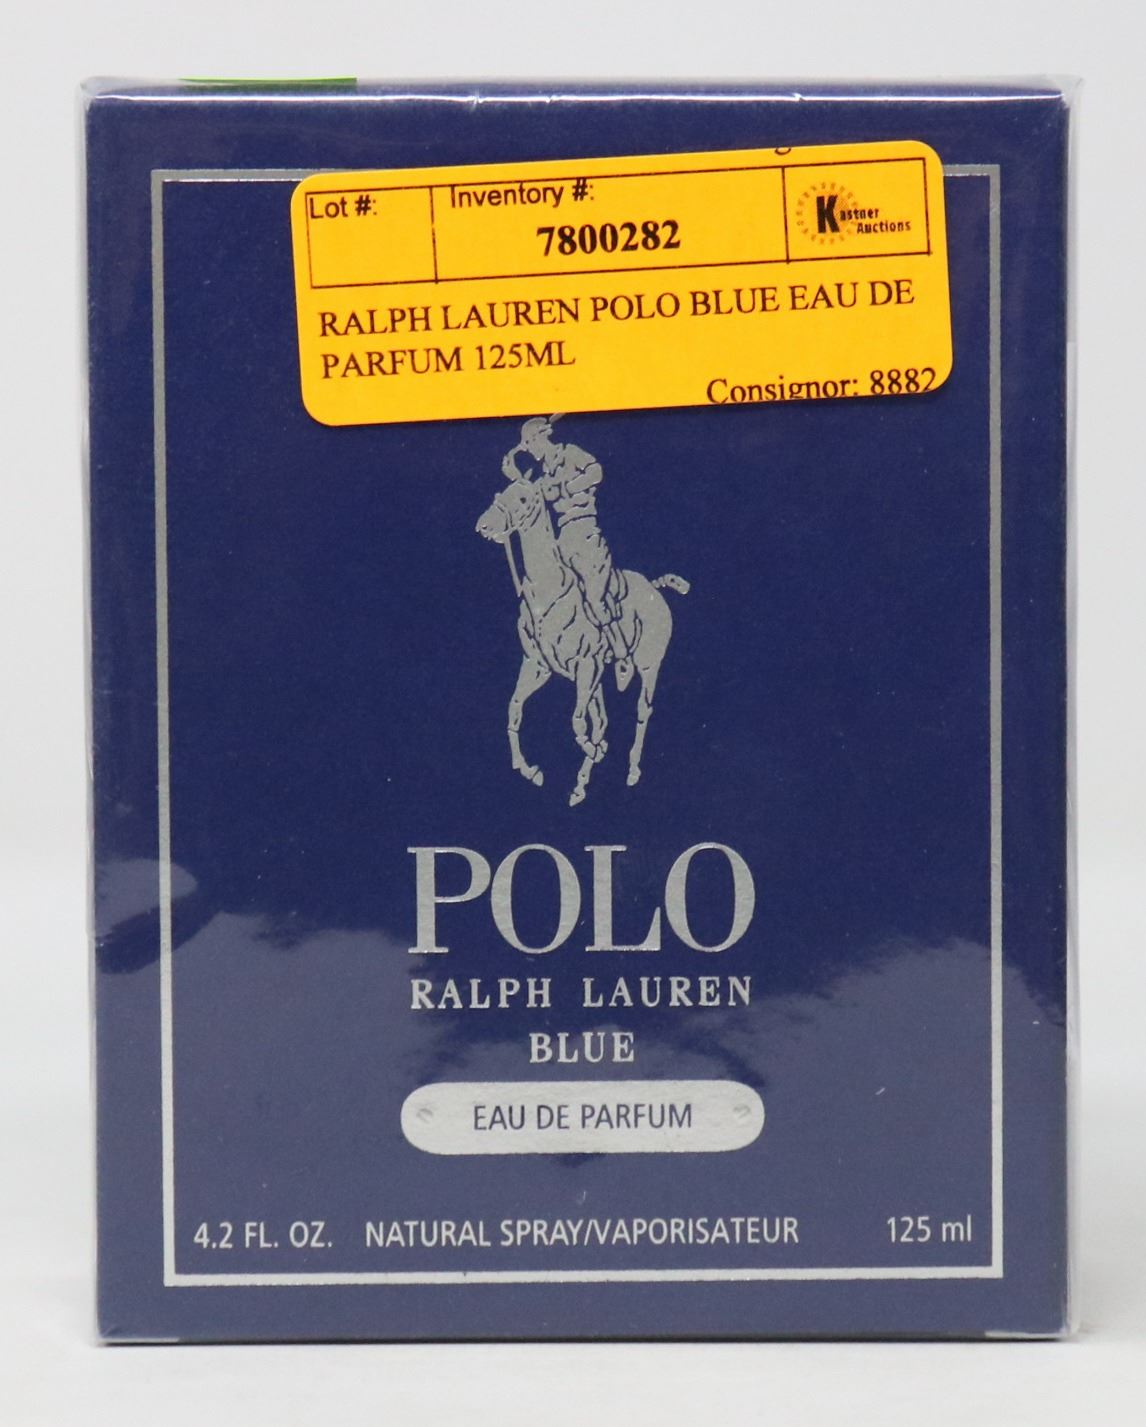 Lot #:
Inventory #:
7800282
Kastner
Auctions
RALPH LAUREN POLO BLUE EAU DE
PARFUM 125ML
Consignor: 8882
POLO
RALPH LAUREN
BLUE
EAU DE PARFUM
4.2 FL. OZ. NATURAL SPRAY/VAPORISATEUR 125 ml